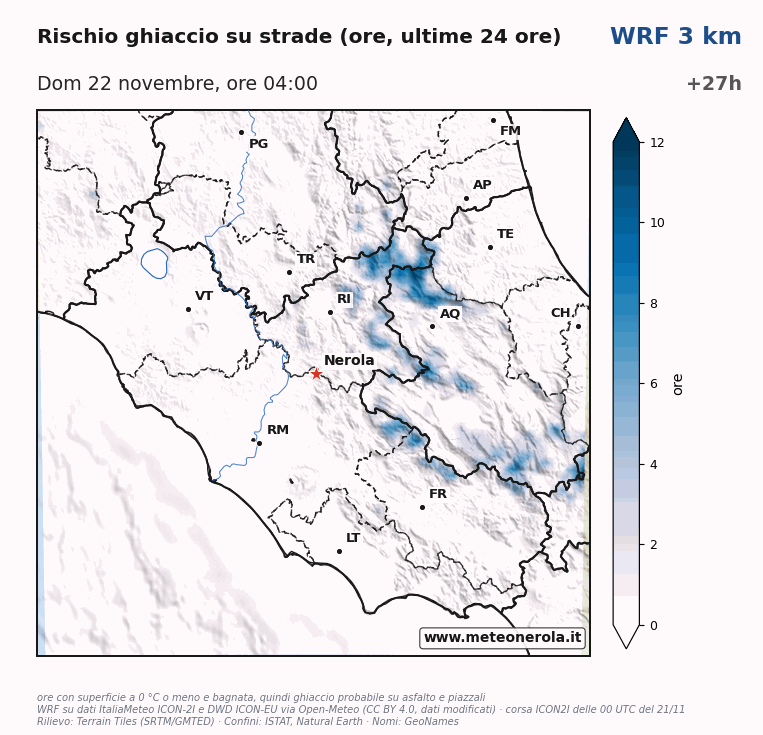 Rischio ghiaccio su strade (ore, ultime 24 ore)
WRF 3 km
Dom 22 novembre, ore 04:00
+27h
FM
PG
AP
TE
TR
VT
RI
AQ
CH
Nerola
RM
FR
LT
www.meteonerola.it
12
10
8
6
4
2
0
ore
ore con superficie a 0 °C o meno e bagnata, quindi ghiaccio probabile su asfalto e piazzali
WRF su dati ItaliaMeteo ICON-2I e DWD ICON-EU via Open-Meteo (CC BY 4.0, dati modificati) · corsa ICON2I delle 00 UTC del 21/11
Rilievo: Terrain Tiles (SRTM/GMTED) · Confini: ISTAT, Natural Earth · Nomi: GeoNames